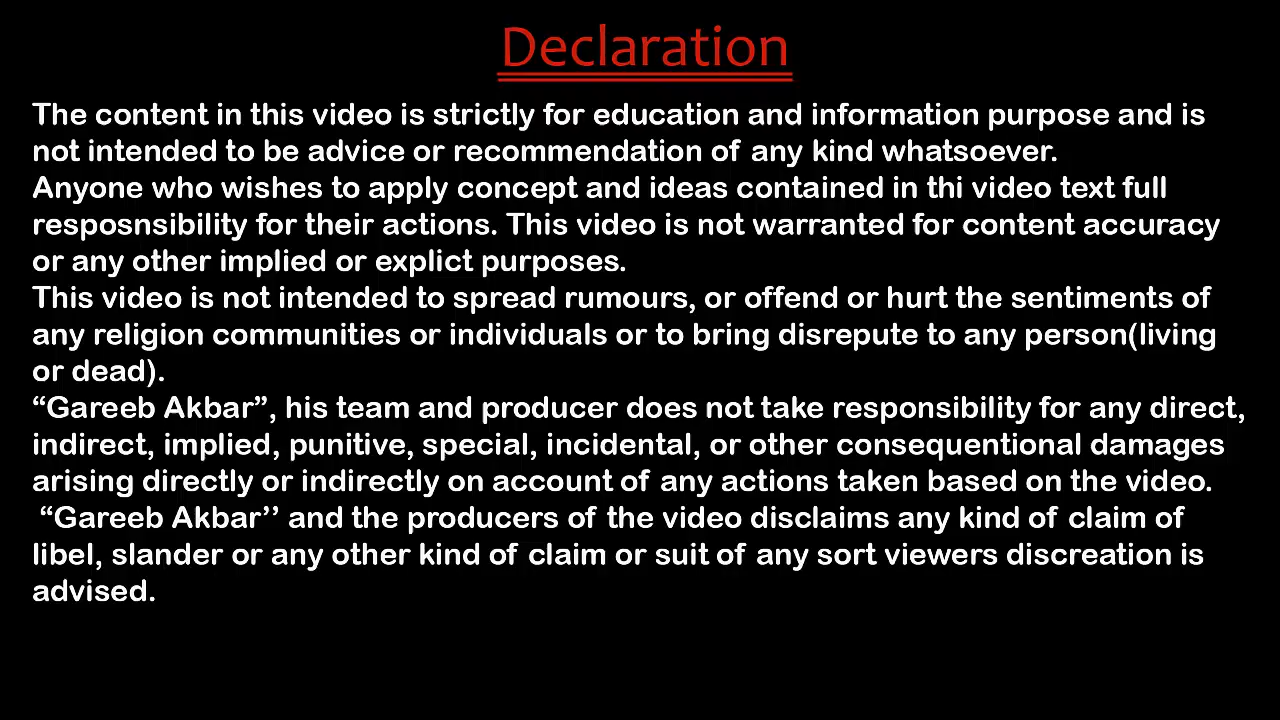 Declaration
The content in this video is strictly for education and information purpose and is
not intended to be advice or recommendation of any kind whatsoever.
Anyone who wishes to apply concept and ideas contained in thi video text full
resposnsibility for their actions. This video is not warranted for content accuracy
or any other implied or explict purposes.
This video is not intended to spread rumours, or offend or hurt the sentiments of
any religion communities or individuals or to bring disrepute to any person(living
or dead).
“Gareeb Akbar”, his team and producer does not take responsibility for any direct,
indirect, implied, punitive, special, incidental, or other consequentional damages
arising directly or indirectly on account of any actions taken based on the video.
“Gareeb Akbar’’ and the producers of the video disclaims any kind of claim of
libel, slander or any other kind of claim or suit of any sort viewers discreation is
advised.